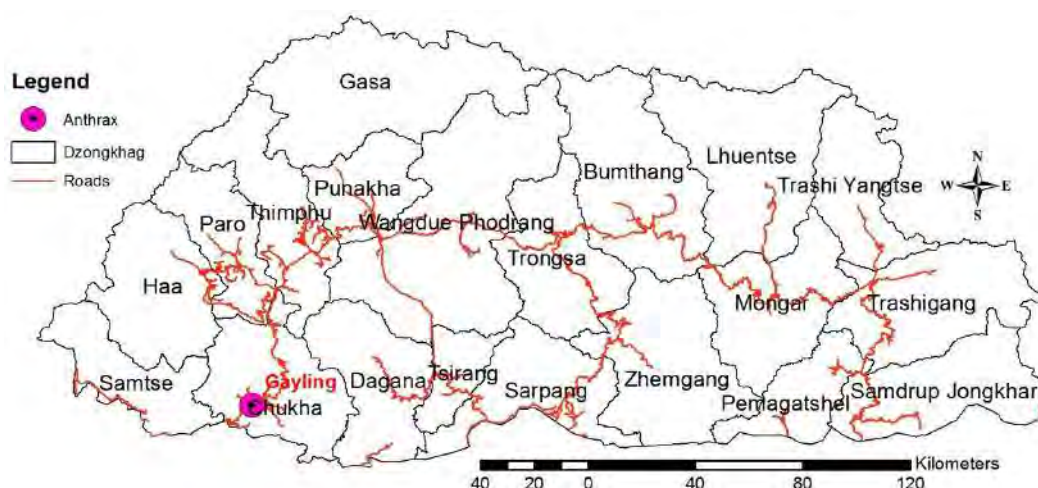 Legend
Anthrax
Dzongkhag
Roads
Gasa
Lhuentse
Bumthang
Trashi Yangtse
Punakha
Thimphu
Paro
Wangdue Phodrang
Trongsa
Haa
Mongar
Trashigang
Gayling
Samtse
Chukha
Dagana
Tsirang
Sarpang
Zhemgang
Pemagatshel
Samdrup Jongkhar
N
W E
S
40 20 0 40 80 120
Kilometers